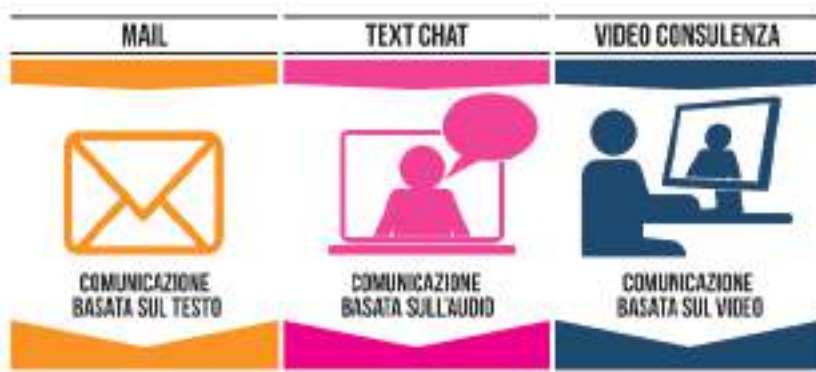 MAIL
TEXT CHAT
VIDEO CONSULENZA
COMUNICAZIONE
BASATA SUL TESTO
COMUNICAZIONE
BASATA SULL'AUDIO
COMUNICAZIONE
BASATA SUL VIDEO